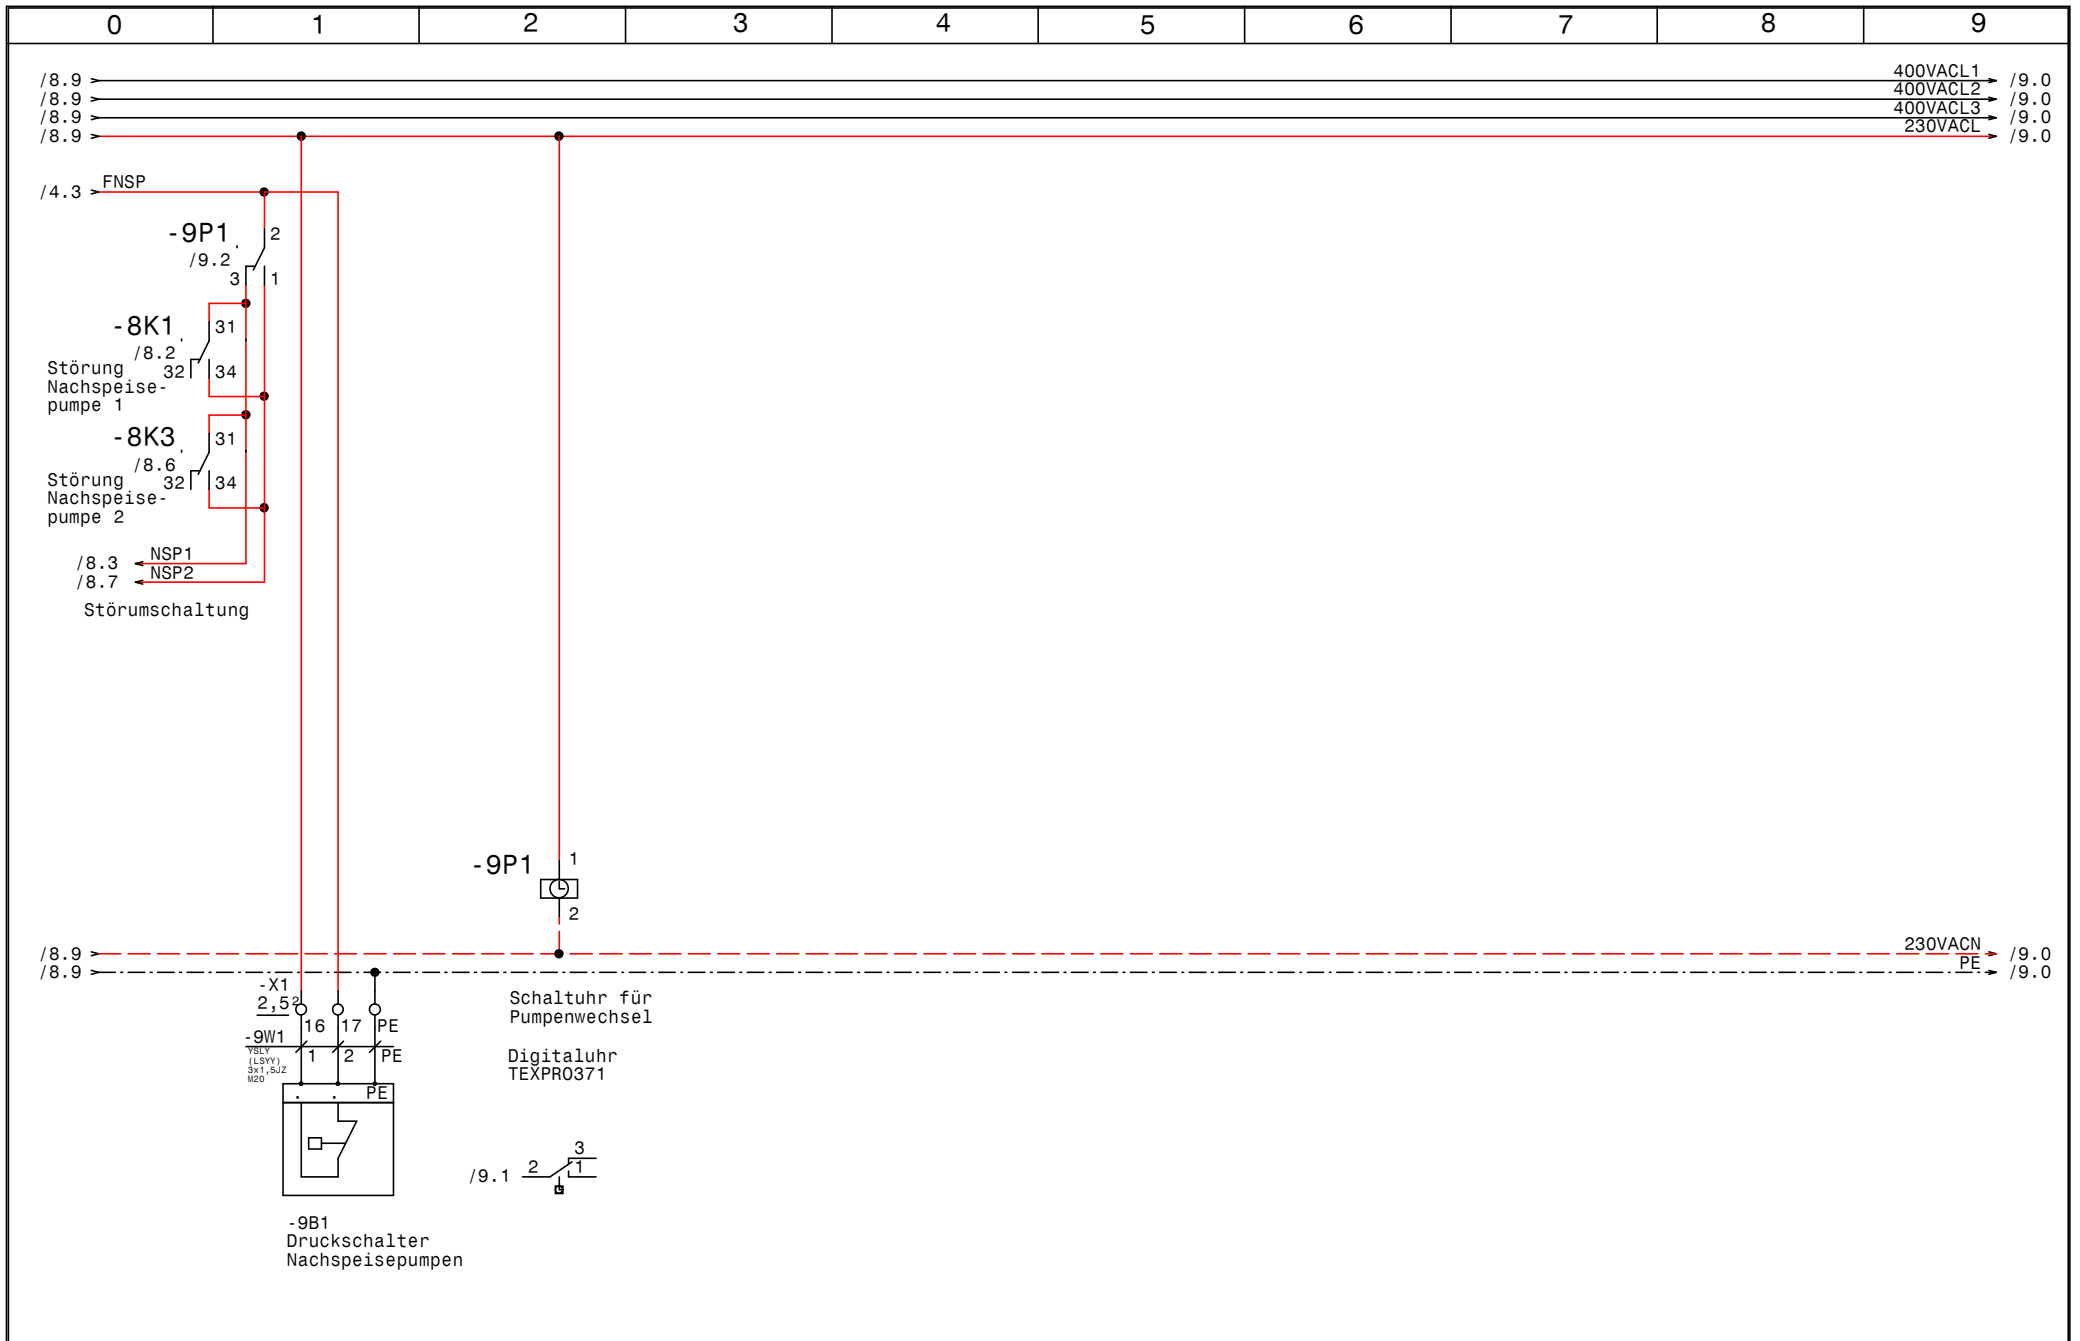 0 1 2 3 4 5 6 7 8 9
/8.9 400VACL1 /9.0
/8.9 400VACL2 /9.0
/8.9 400VACL3 /9.0
/8.9 230VACL /9.0
/4.3 FNSP
-9P1 2
/9.2
3 1
-8K1 31
/8.2
32 34
Störung
Nachspeise-
pumpe 1
-8K3 31
/8.6
32 34
Störung
Nachspeise-
pumpe 2
/8.3 NSP1
/8.7 NSP2
Störumschaltung
-9P1 1
2
/8.9 230VACN /9.0
/8.9 PE /9.0
-X1
2,5²
16 17 PE
-9W1
YSLY
(LSYY)
3x1,5JZ
M20
1 2 PE
PE
Schaltuhr für
Pumpenwechsel
Digitaluhr
TEXPRO371
3
/9.1 2 1
-9B1
Druckschalter
Nachspeisepumpen